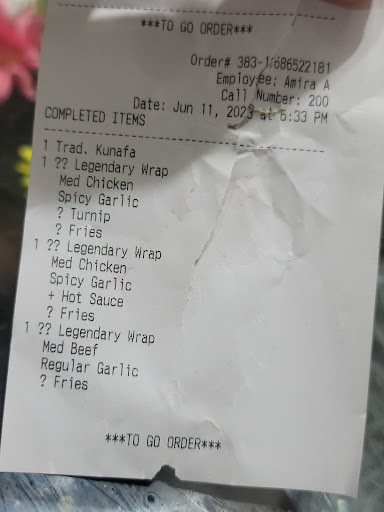 ***TO GO ORDER***
Order# 383-1686522181
Employee: Amira A
Call Number: 200
Date: Jun 11, 2023 at 6:33 PM
COMPLETED ITEMS
1 Trad. Kunafa
1 ?? Legendary Wrap
Med Chicken
Spicy Garlic
? Turnip
? Fries
1 ?? Legendary Wrap
Med Chicken
Spicy Garlic
+ Hot Sauce
? Fries
1 ?? Legendary Wrap
Med Beef
Regular Garlic
? Fries
***TO GO ORDER***